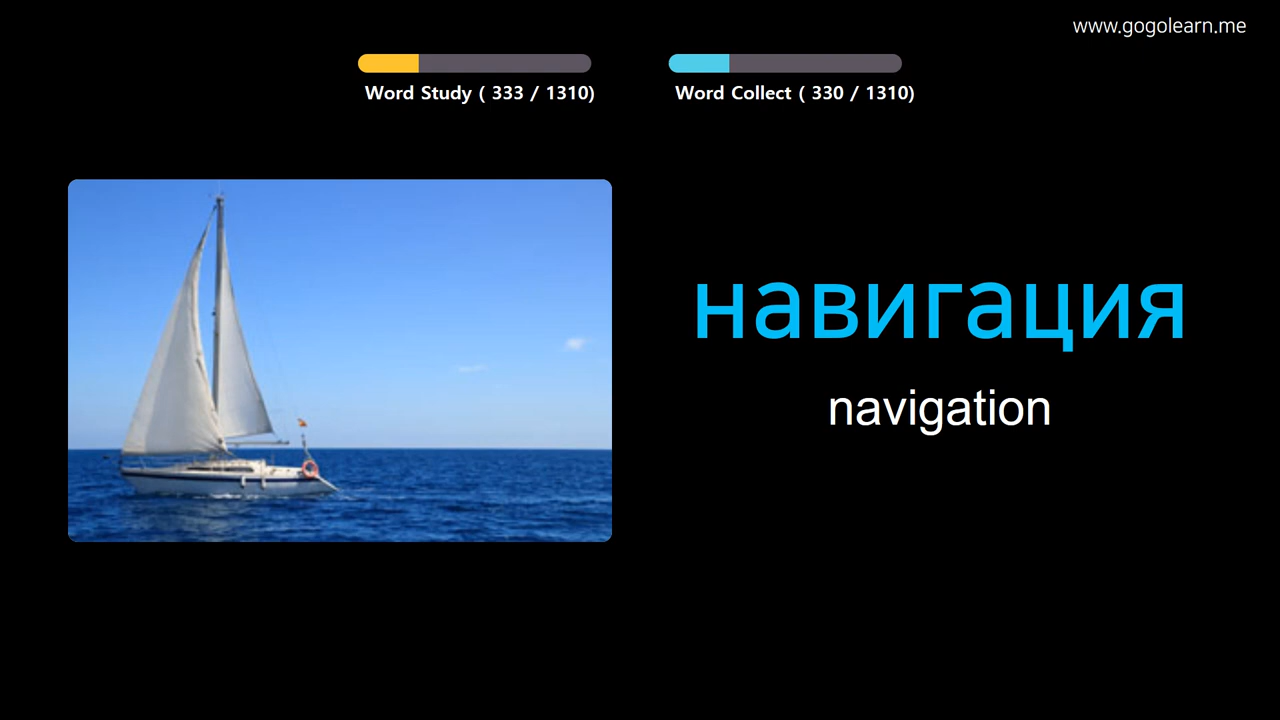 www.gogolearn.me
Word Study ( 333 / 1310)
Word Collect ( 330 / 1310)
навигация
navigation